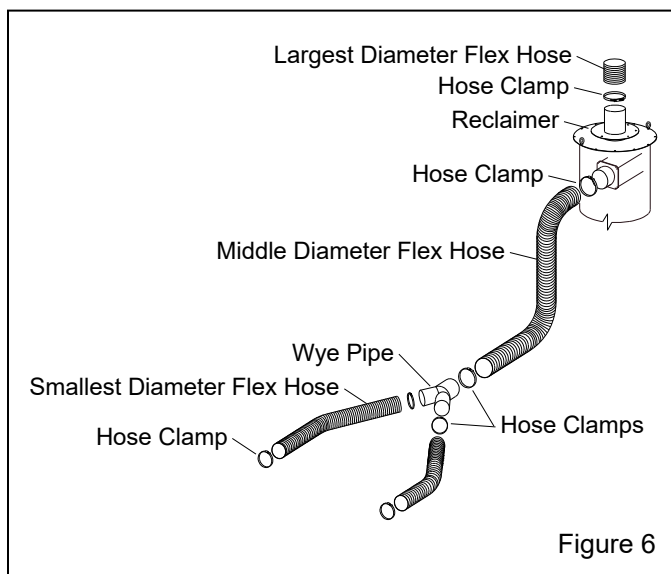 Largest Diameter Flex Hose
Hose Clamp
Reclaimer
Hose Clamp
Middle Diameter Flex Hose
Wye Pipe
Smallest Diameter Flex Hose
Hose Clamp
Hose Clamps
Figure 6